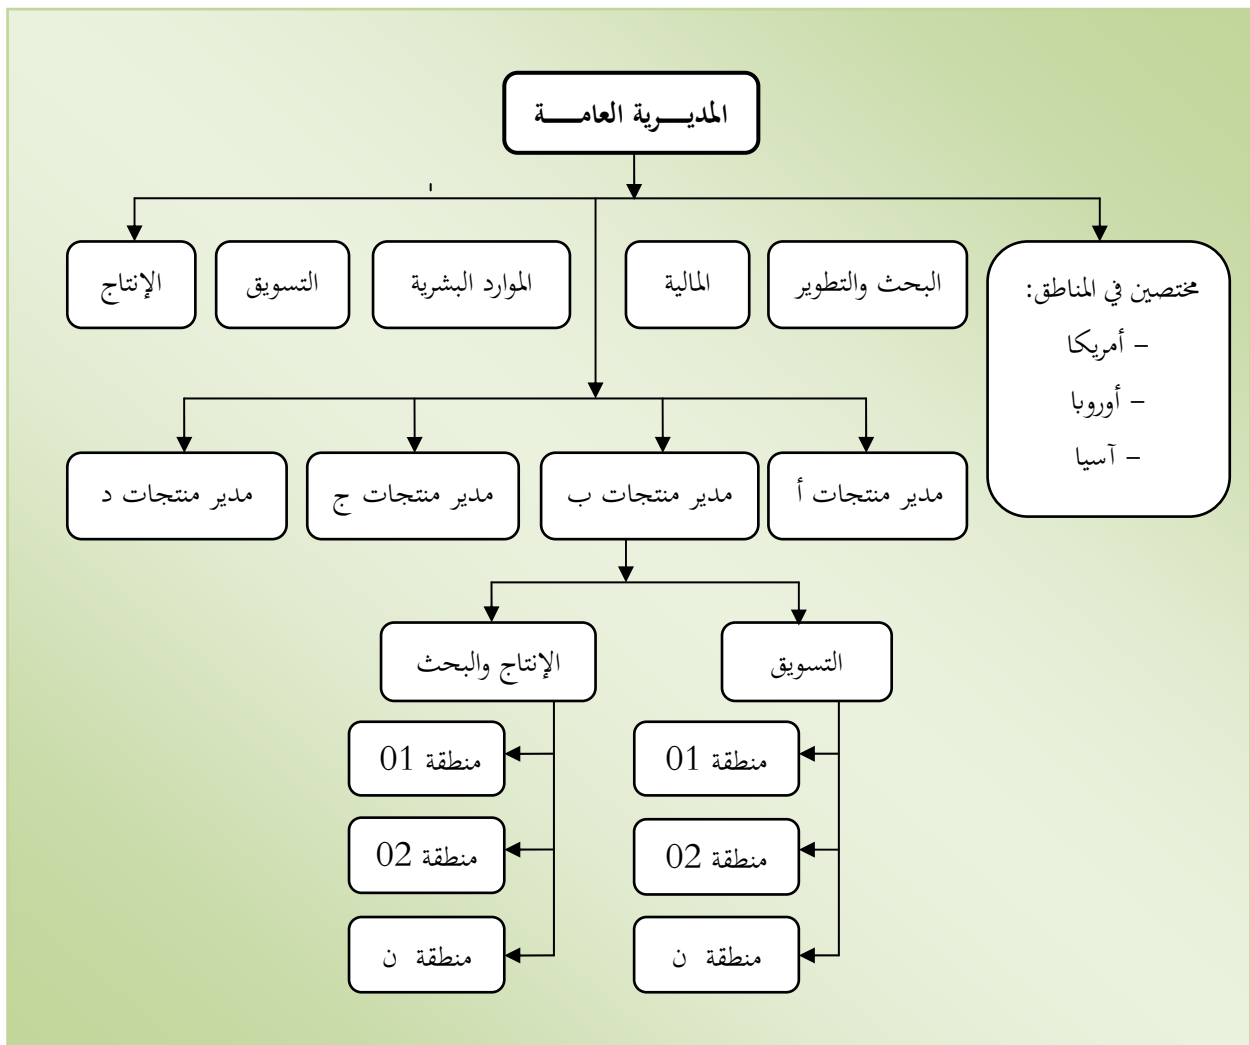 المديـــرية العامـــة
مختصين في المناطق:
– أمريكا
– أوروبا
– آسيا
البحث والتطوير
المالية
الموارد البشرية
التسويق
الإنتاج
مدير منتجات أ
مدير منتجات ب
مدير منتجات ج
مدير منتجات د
التسويق
الإنتاج والبحث
منطقة 01
منطقة 01
منطقة 02
منطقة 02
منطقة ن
منطقة ن